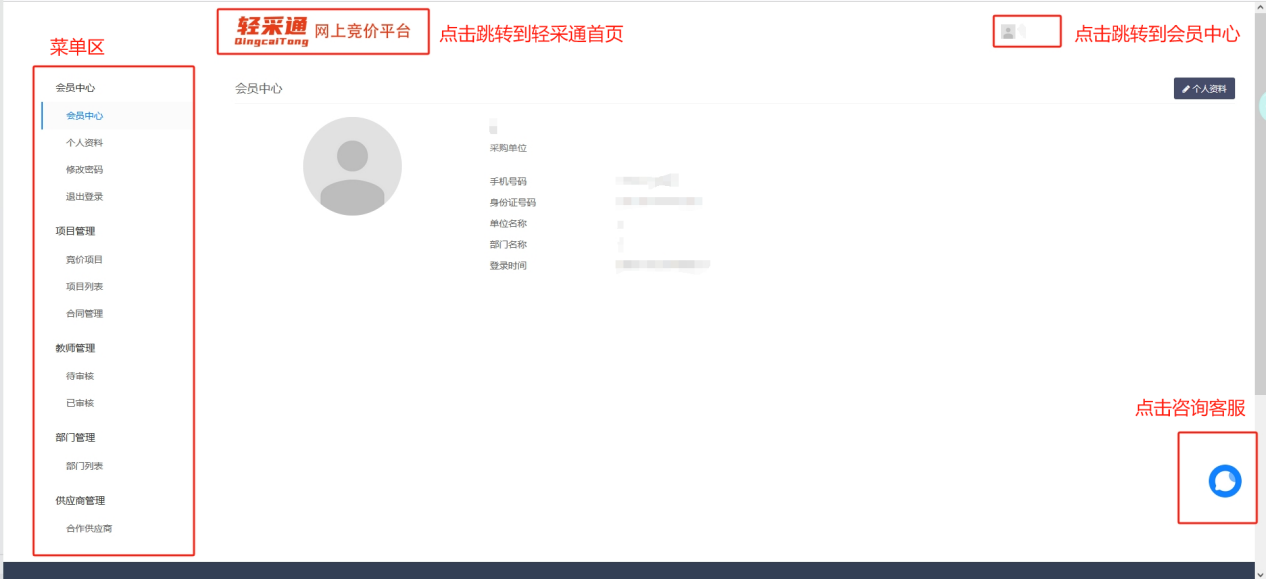 轻采通
QingcaiTong
网上竞价平台
点击跳转到轻采通首页
点击跳转到会员中心
菜单区
会员中心
会员中心
个人资料
修改密码
退出登录
项目管理
竞价项目
项目列表
合同管理
教师管理
待审核
已审核
部门管理
部门列表
供应商管理
合作供应商
会员中心
个人资料
采购单位
手机号码
身份证号码
单位名称
部门名称
登录时间
点击咨询客服